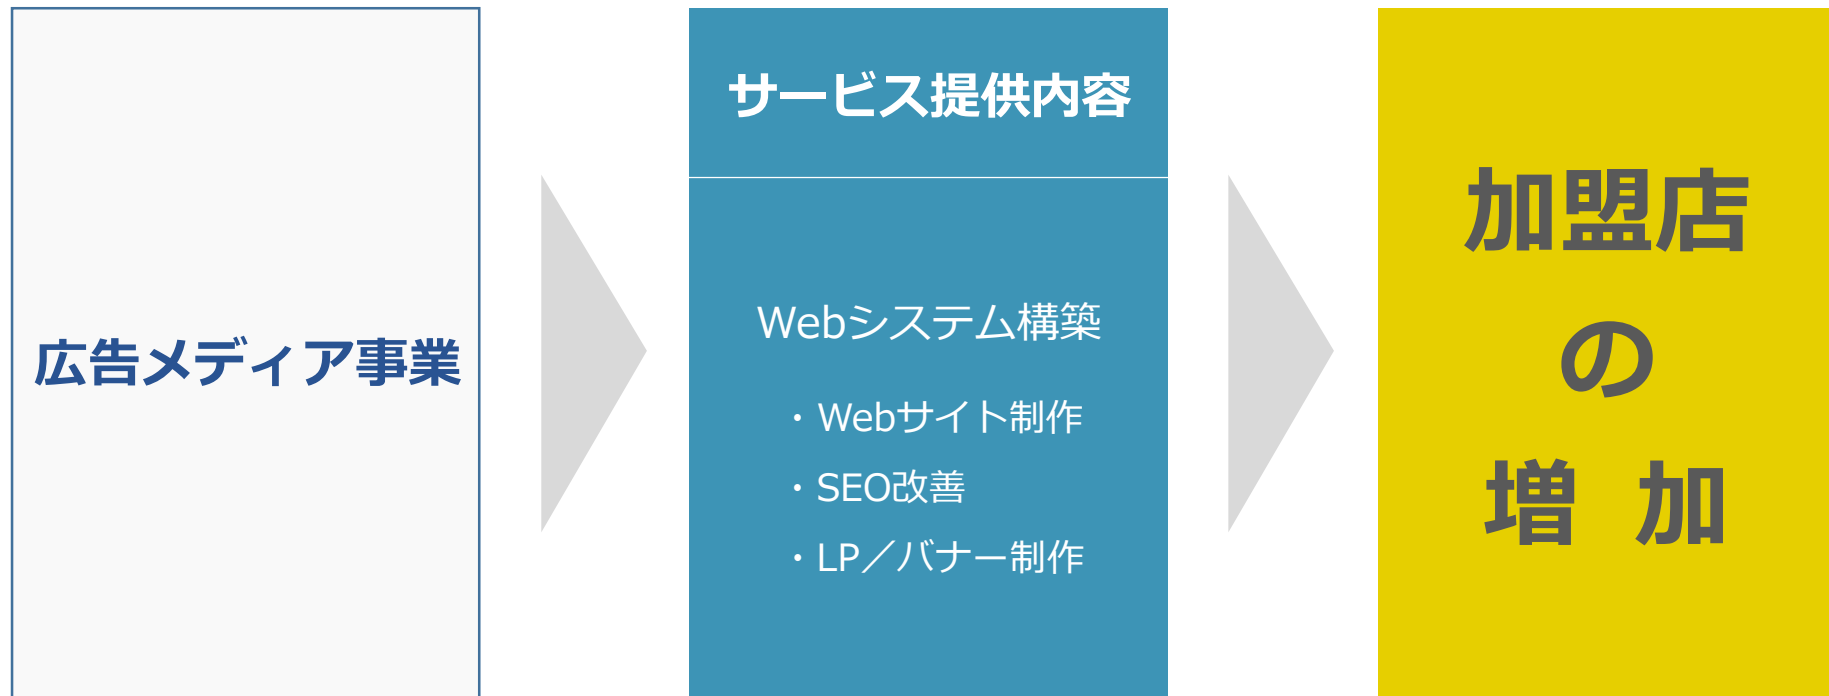 広告メディア事業
サービス提供内容
Webシステム構築
・Webサイト制作
・SEO改善
・LP／バナー制作
加盟店
の
増 加